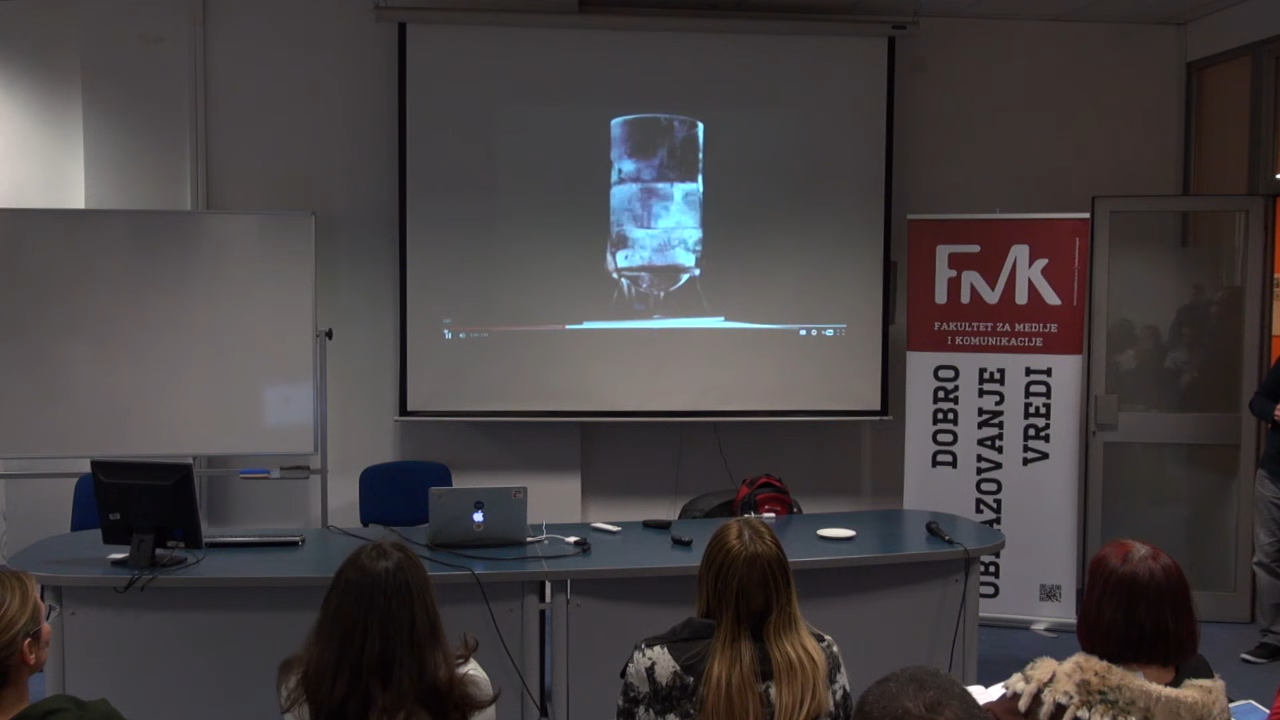 FMK
FAKULTET ZA MEDIJE
I KOMUNIKACIJE
DOBRO
OBRAZOVANJE
VREDI